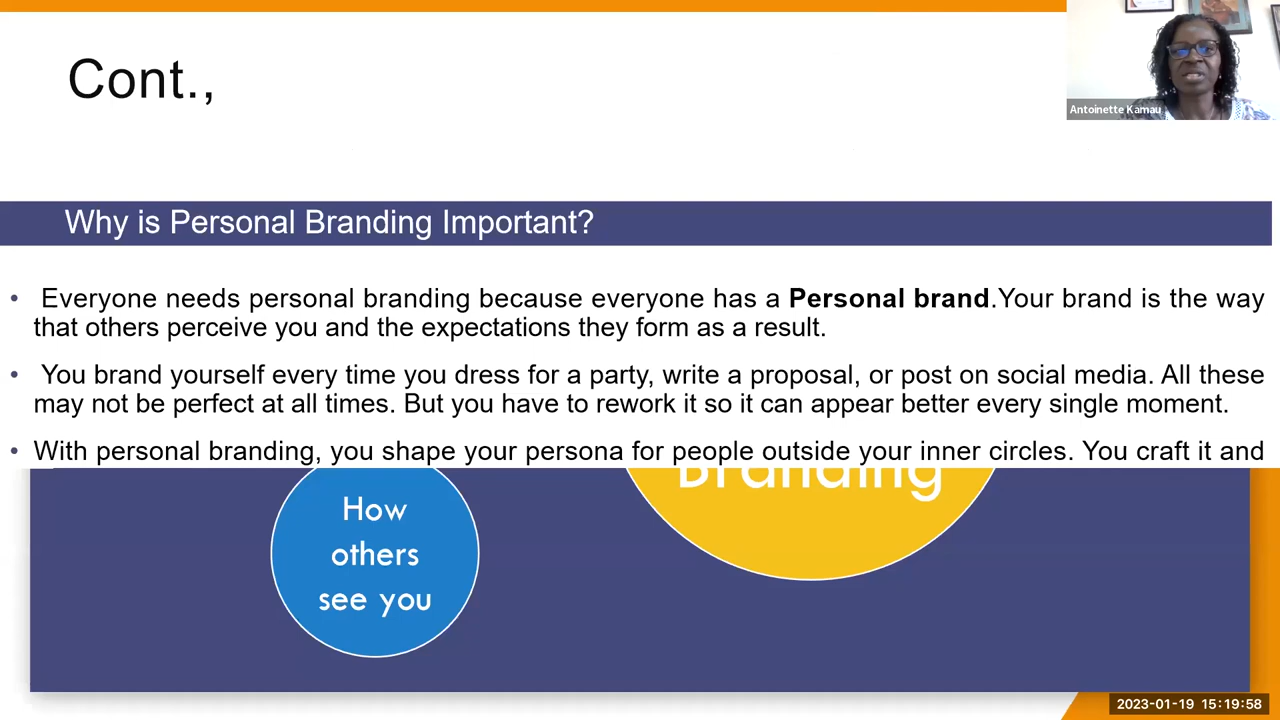 Cont.,
Antoinette Kamau
Why is Personal Branding Important?
• Everyone needs personal branding because everyone has a Personal brand.Your brand is the way
that others perceive you and the expectations they form as a result.
• You brand yourself every time you dress for a party, write a proposal, or post on social media. All these
may not be perfect at all times. But you have to rework it so it can appear better every single moment.
• With personal branding, you shape your persona for people outside your inner circles. You craft it and
Branding
How
others
see you
2023-01-19 15:19:58